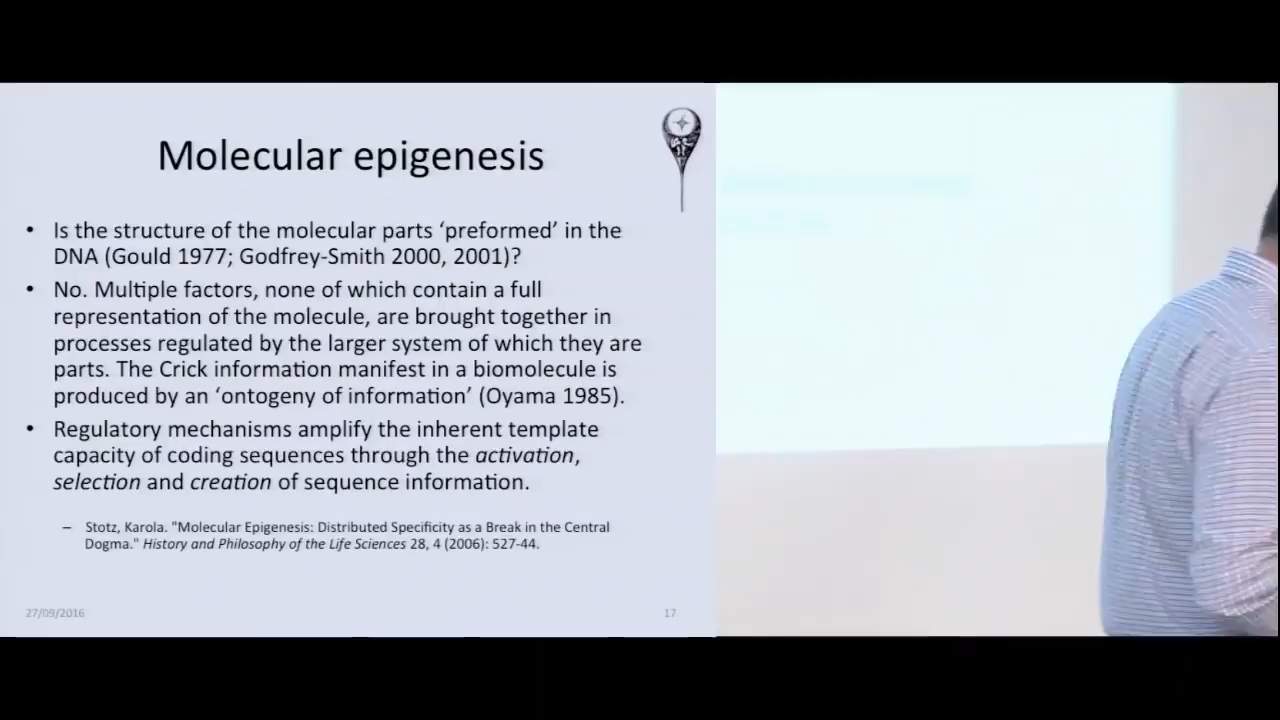 Molecular epigenesis
• Is the structure of the molecular parts ‘preformed’ in the
DNA (Gould 1977; Godfrey-Smith 2000, 2001)?
• No. Multiple factors, none of which contain a full
representation of the molecule, are brought together in
processes regulated by the larger system of which they are
parts. The Crick information manifest in a biomolecule is
produced by an ‘ontogeny of information’ (Oyama 1985).
• Regulatory mechanisms amplify the inherent template
capacity of coding sequences through the activation,
selection and creation of sequence information.
– Stotz, Karola. "Molecular Epigenesis: Distributed Specificity as a Break in the Central
Dogma." History and Philosophy of the Life Sciences 28, 4 (2006): 527-44.
27/09/2016
17